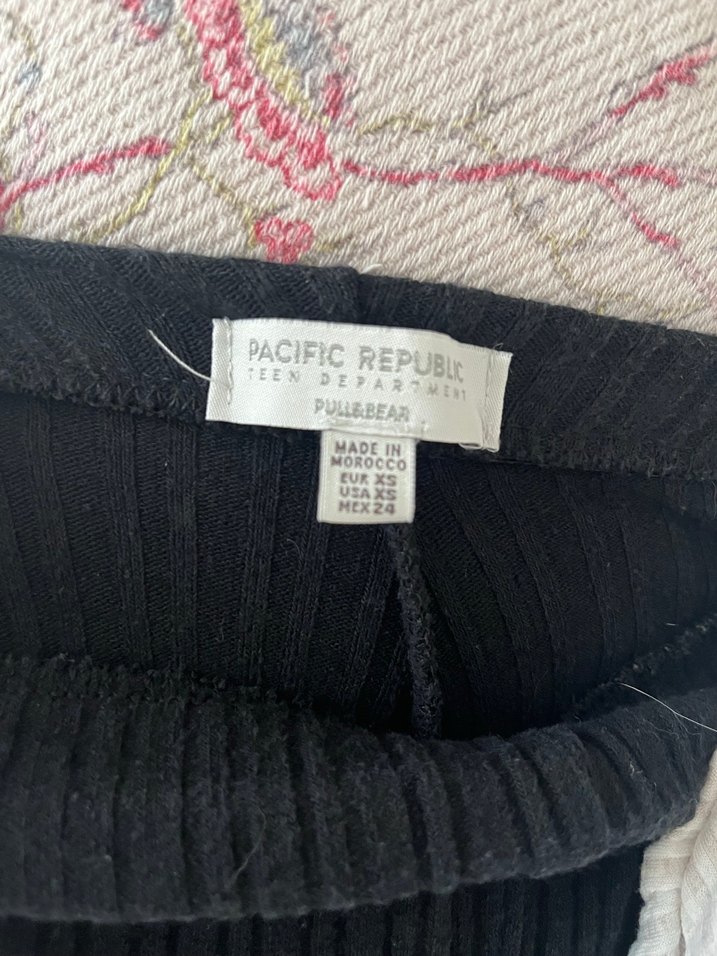 PACIFIC REPUBLIC
TEEN DEPARTMENT
PULL&BEAR
MADE IN
MOROCCO
EUR XS
USA XS
MEX 24